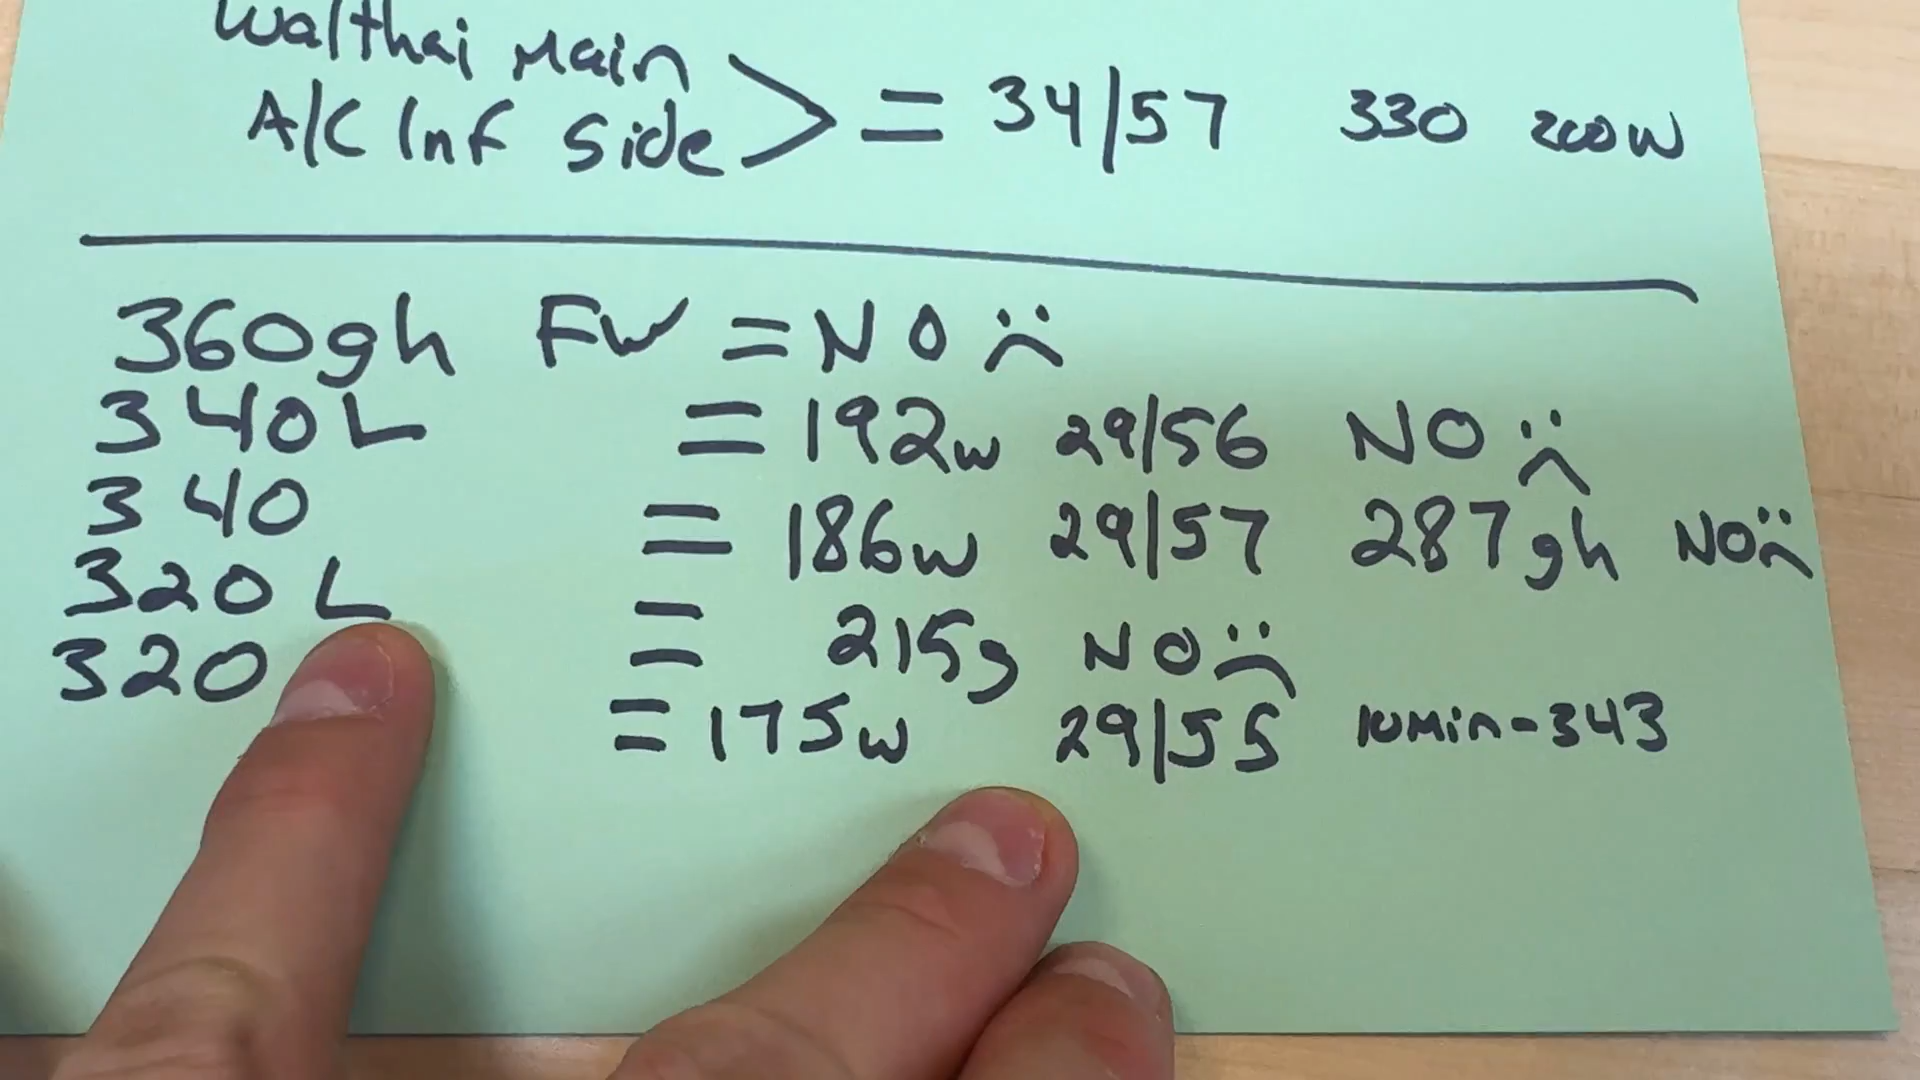 Walthai Main
A/C Inf Side > = 34/57 330 200W
360gh FW = NO :(
340L = 192w 29/56 NO :(
340 = 186w 29/57 287gh NO :(
320L = 215g NO :(
320 = 175w 29/55 10min-343